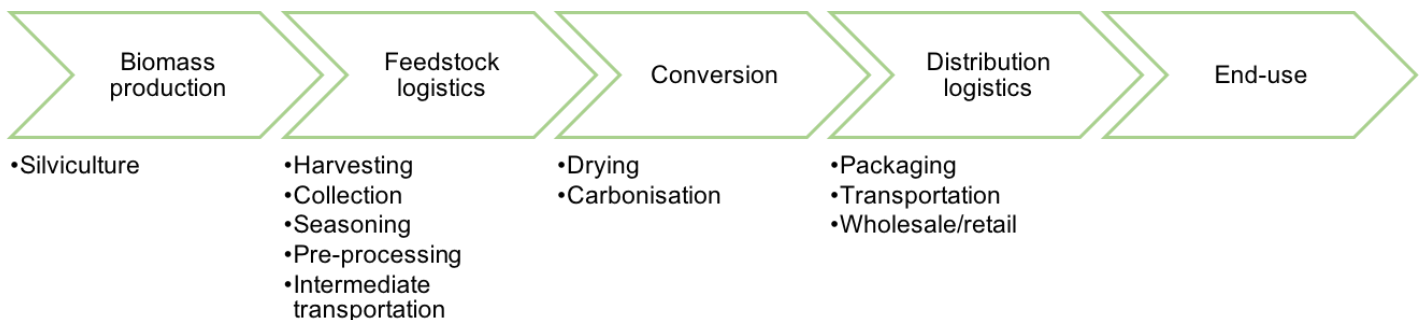 Biomass
production
Feedstock
logistics
Conversion
Distribution
logistics
End-use
•Silviculture
•Harvesting
•Collection
•Seasoning
•Pre-processing
•Intermediate
transportation
•Drying
•Carbonisation
•Packaging
•Transportation
•Wholesale/retail